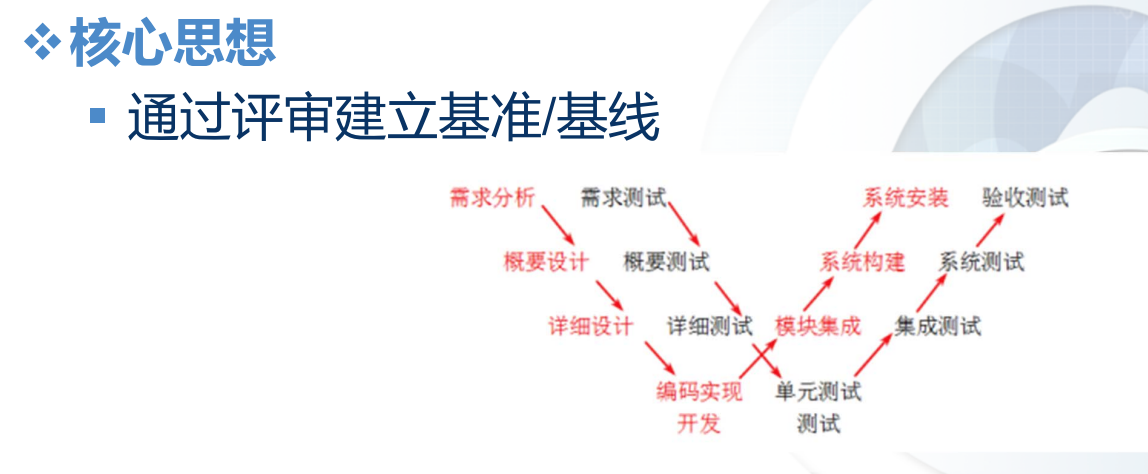 核心思想
通过评审建立基准/基线
需求分析 需求测试 系统安装 验收测试
概要设计 概要测试 系统构建 系统测试
详细设计 详细测试 模块集成 集成测试
编码实现 单元测试
开发 测试